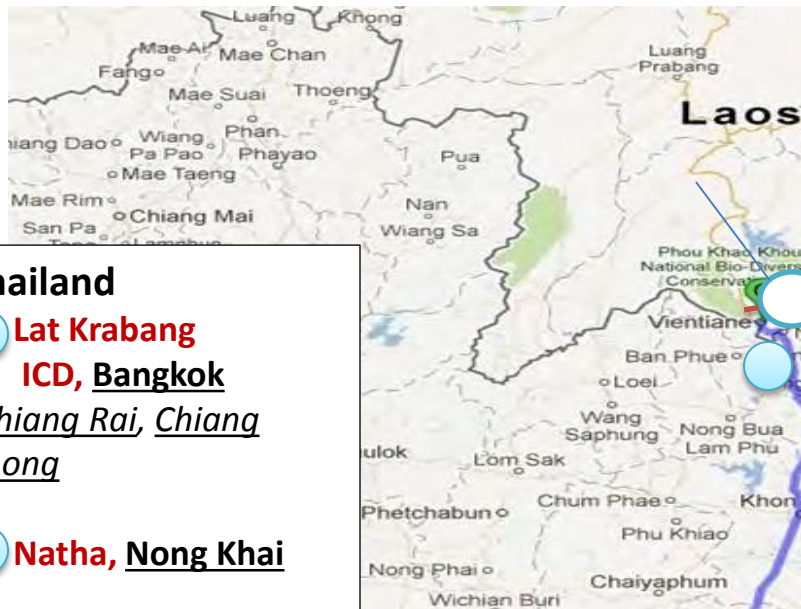 Luang
Khong
Mae Ai
Mae Chan
Fang
Luang
Prabang
Mae Suai
Thoeng
Laos
Phan
hiang Dao
Wiang
Pa Pao
Phayao
Pua
Mae Taeng
Mae Rim
Nan
Chiang Mai
San Pa
Wiang Sa
Phou Khao Khou
National Bio-Divers
Conserva
Vientiane
Ban Phue
Loei
Wang
Saphung
Nong Bua
Lam Phu
ulok
Lom Sak
Chum Phae
Khon
Phetchabun
Phu Khiao
Nong Phai
Chaiyaphum
Wichian Buri
hailand
Lat Krabang
ICD, Bangkok
hiang Rai, Chiang
hong
Natha, Nong Khai